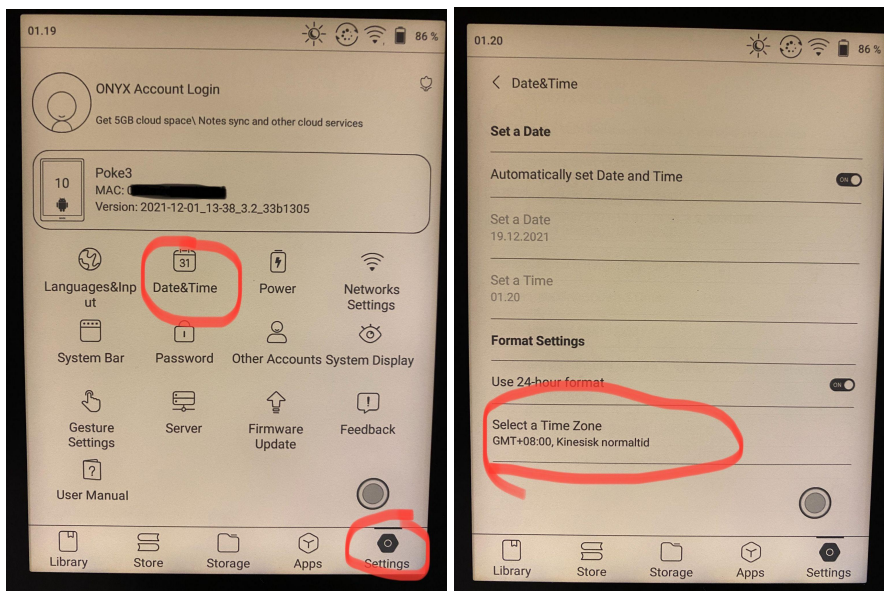 01.19
86 %
ONYX Account Login
Get 5GB cloud space\ Notes sync and other cloud services
10
Poke3
MAC:
Version: 2021-12-01_13-38_3.2_33b1305
31
Languages&Inp
ut
Date&Time
Power
Networks
Settings
System Bar
Password
Other Accounts
System Display
Gesture
Settings
Server
Firmware
Update
Feedback
?
User Manual
Library
Store
Storage
Apps
Settings
01.20
86 %
Date&Time
Set a Date
Automatically set Date and Time
ON
Set a Date
19.12.2021
Set a Time
01.20
Format Settings
Use 24-hour format
ON
Select a Time Zone
GMT+08:00, Kinesisk normaltid
Library
Store
Storage
Apps
Settings